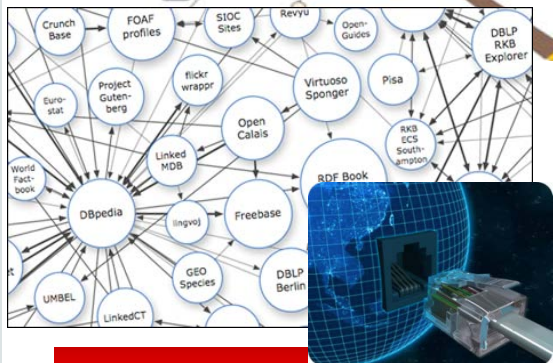 Crunch
Base
FOAF
profiles
SIOC
Sites
Revyu
Open-
Guides
DBLP
RKB
Explorer
Euro-
stat
Project
Guten-
berg
flickr
wrappr
Virtuoso
Sponger
Pisa
Open
Calais
RKB
ECS
South-
ampton
World
Fact-
book
Linked
MDB
RDF Book
DBpedia
lingvoj
Freebase
GEO
Species
DBLP
Berlin
UMBEL
LinkedCT